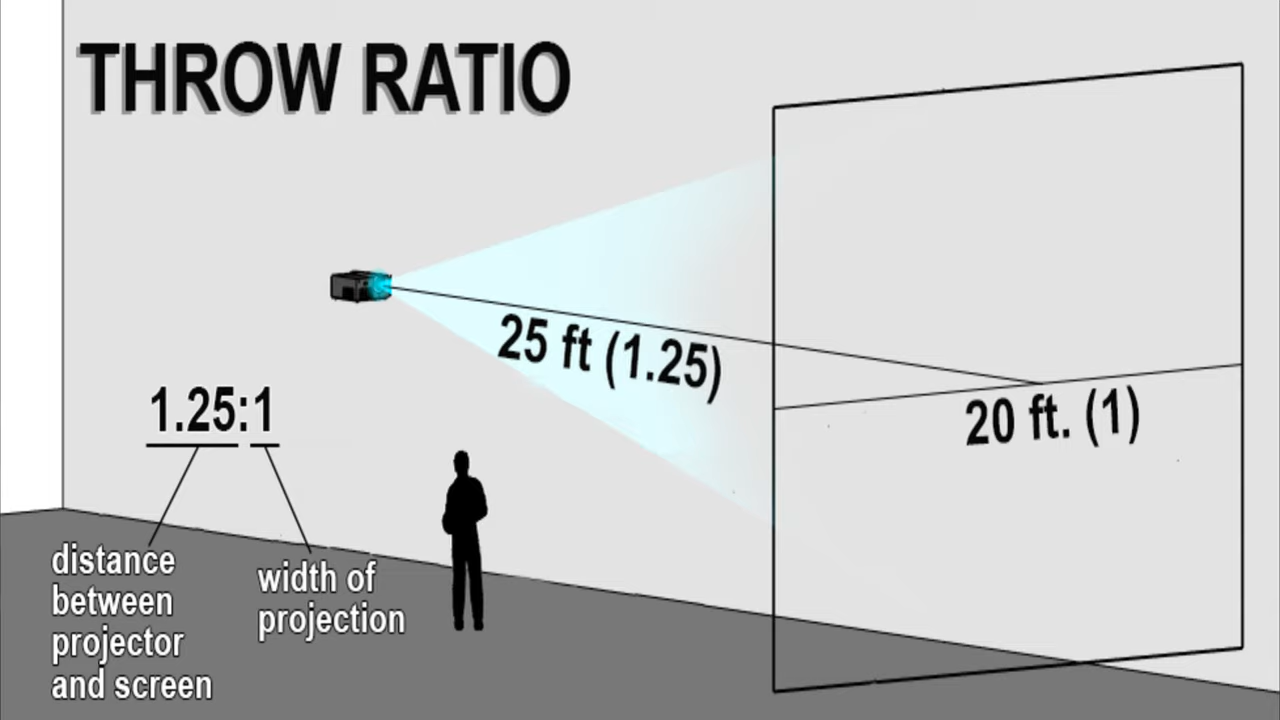 THROW RATIO
25 ft (1.25)
20 ft. (1)
1.25:1
distance
between
projector
and screen
width of
projection